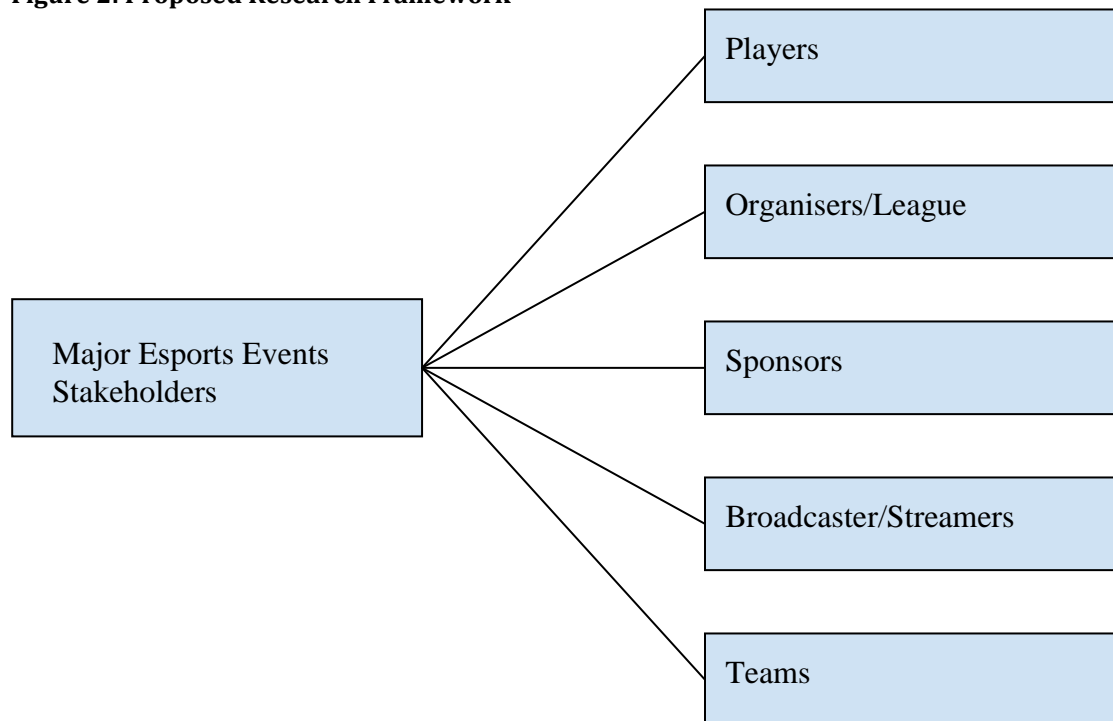 Figure 2: Proposed Research Framework
Players
Organisers/League
Major Esports Events
Stakeholders
Sponsors
Broadcaster/Streamers
Teams